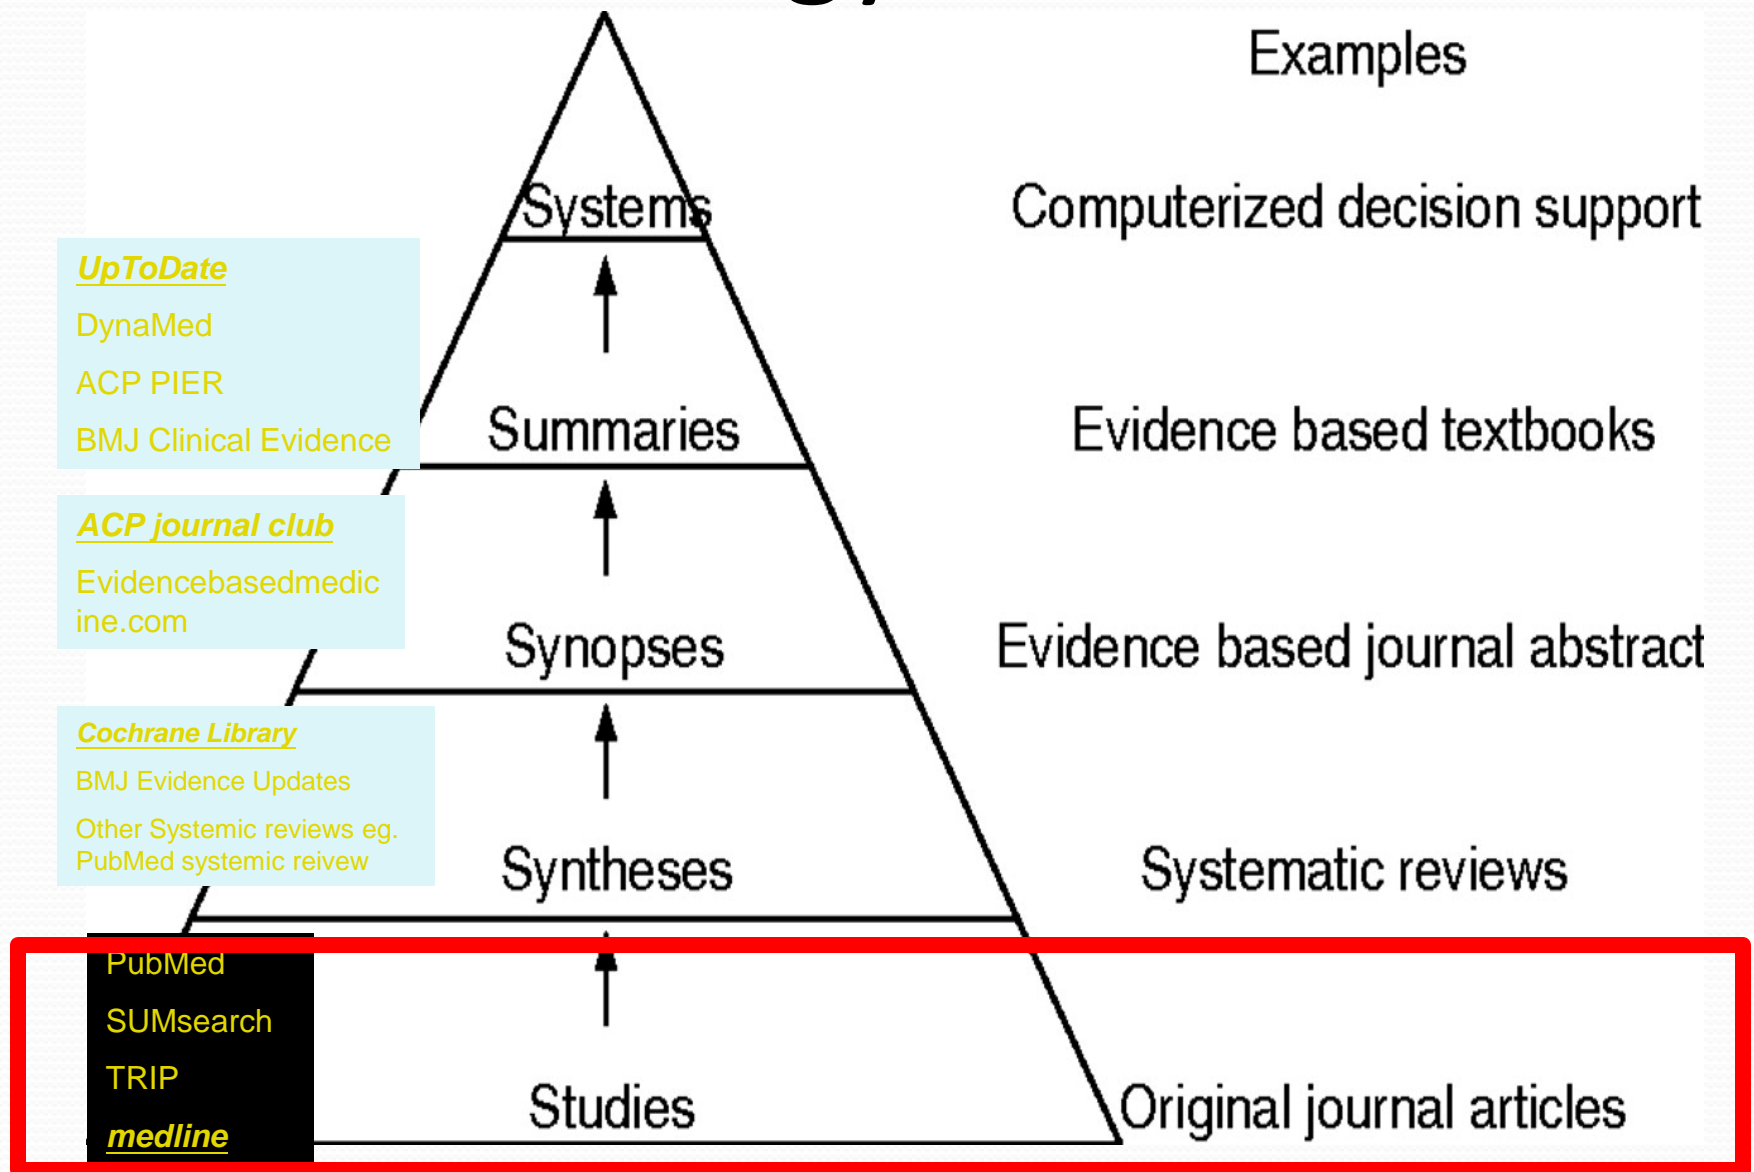 Examples
Systems
Computerized decision support
UpToDate
DynaMed
ACP PIER
BMJ Clinical Evidence
Summaries
Evidence based textbooks
ACP journal club
Evidencebasedmedic
ine.com
Synopses
Evidence based journal abstract
Cochrane Library
BMJ Evidence Updates
Other Systemic reviews eg.
PubMed systemic reivew
Syntheses
Systematic reviews
PubMed
SUMsearch
TRIP
medline
Studies
Original journal articles